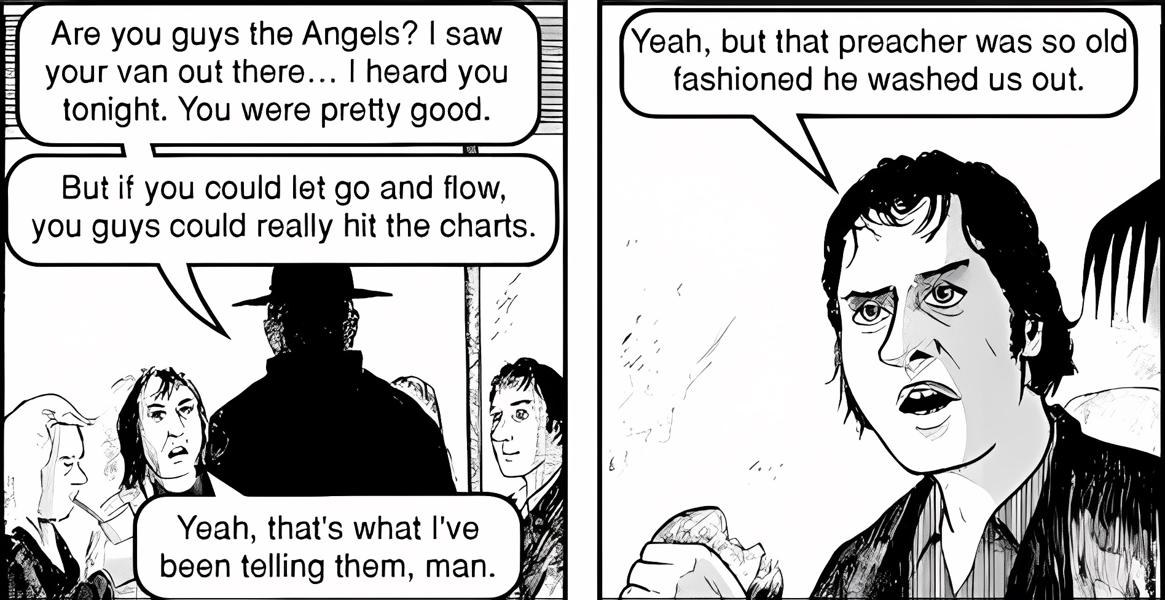 Are you guys the Angels? I saw
your van out there... I heard you
tonight. You were pretty good.
But if you could let go and flow,
you guys could really hit the charts.
Yeah, that's what I've
been telling them, man.
Yeah, but that preacher was so old
fashioned he washed us out.